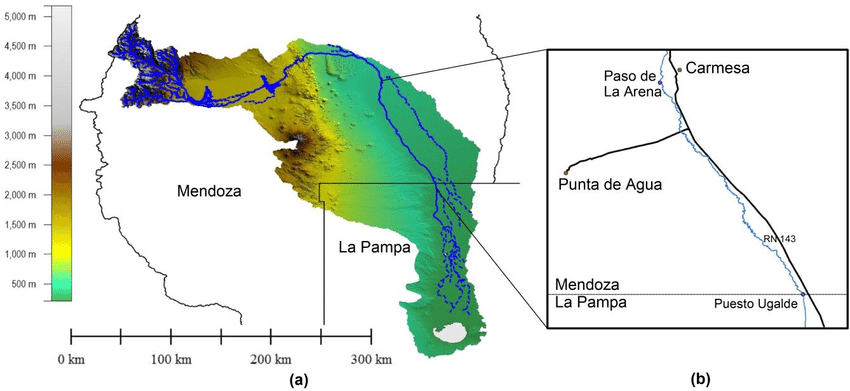 5,000 m
4,500 m
4,000 m
3,500 m
3,000 m
2,500 m
2,000 m
1,500 m
1,000 m
500 m
Mendoza
La Pampa
0 km
100 km
200 km
300 km
(a)
Paso de
La Arena
Carmesa
Punta de Agua
RN 143
Mendoza
La Pampa
Puesto Ugalde
(b)